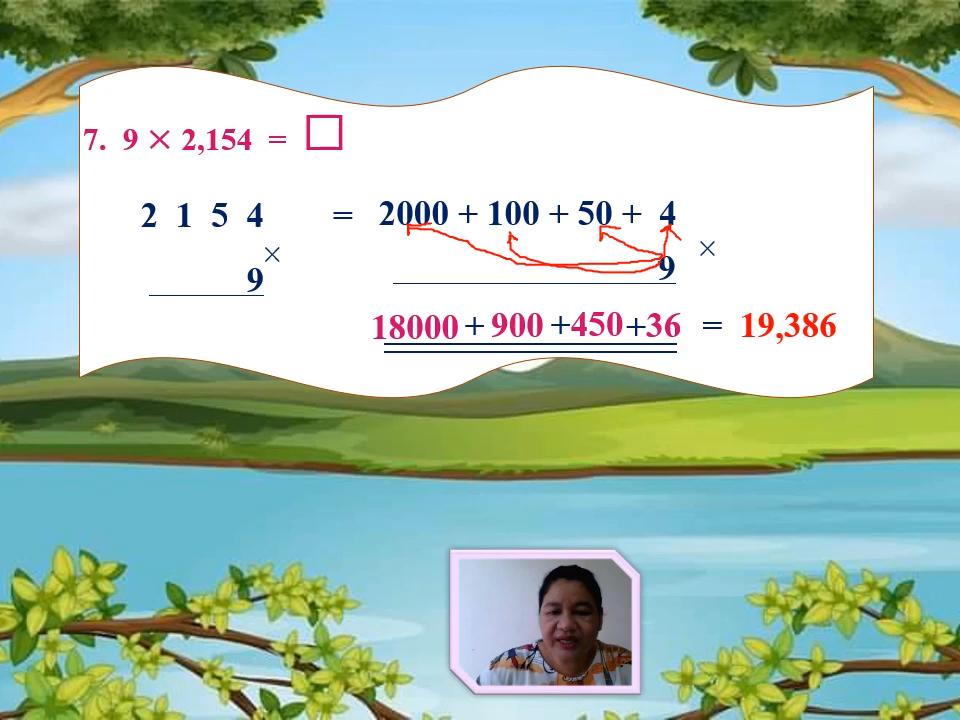 7. 9 × 2,154 = □
2 1 5 4 = 2000 + 100 + 50 + 4
×
9
×
9
18000 + 900 +450 +36 = 19,386